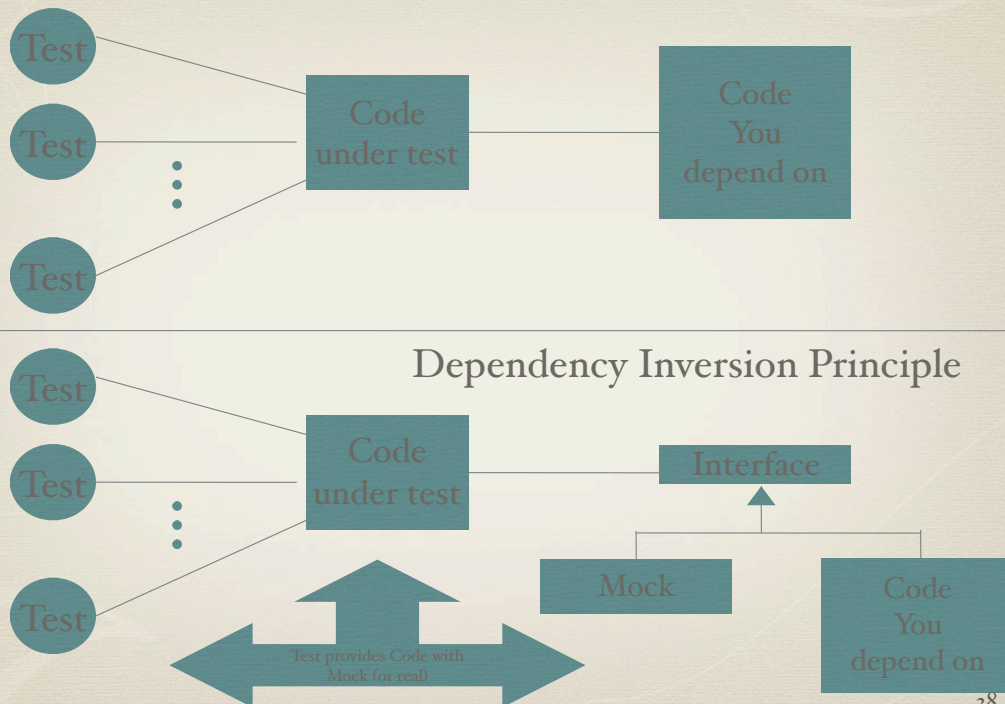 Test
Test
Test
Code
under test
Code
You
depend on
Dependency Inversion Principle
Test
Test
Test
Code
under test
Interface
Mock
Code
You
depend on
Test provides Code with
Mock (or real)